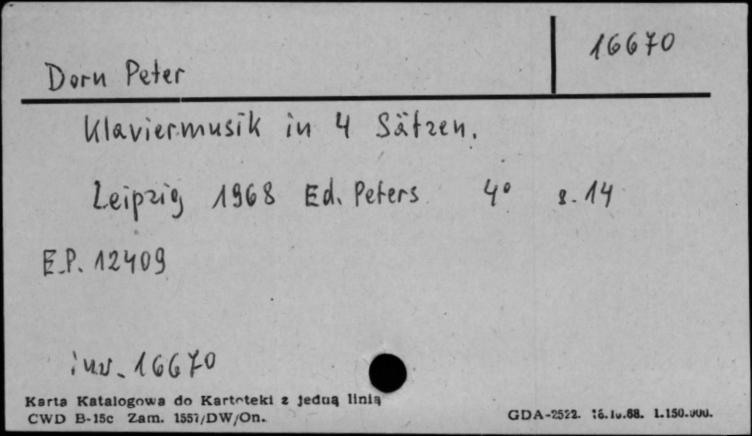 16670
Dorn Peter
Klaviermusik in 4 Sätzen.
Leipzig 1968 Ed. Peters 4° s. 14
E.P. 12409
inw. 16670
Karta Katalogowa do Kartoteki z jedną linią
CWD B-15c Zam. 1557/DW/On. GDA-2522. 16.10.68. 1.150.000.